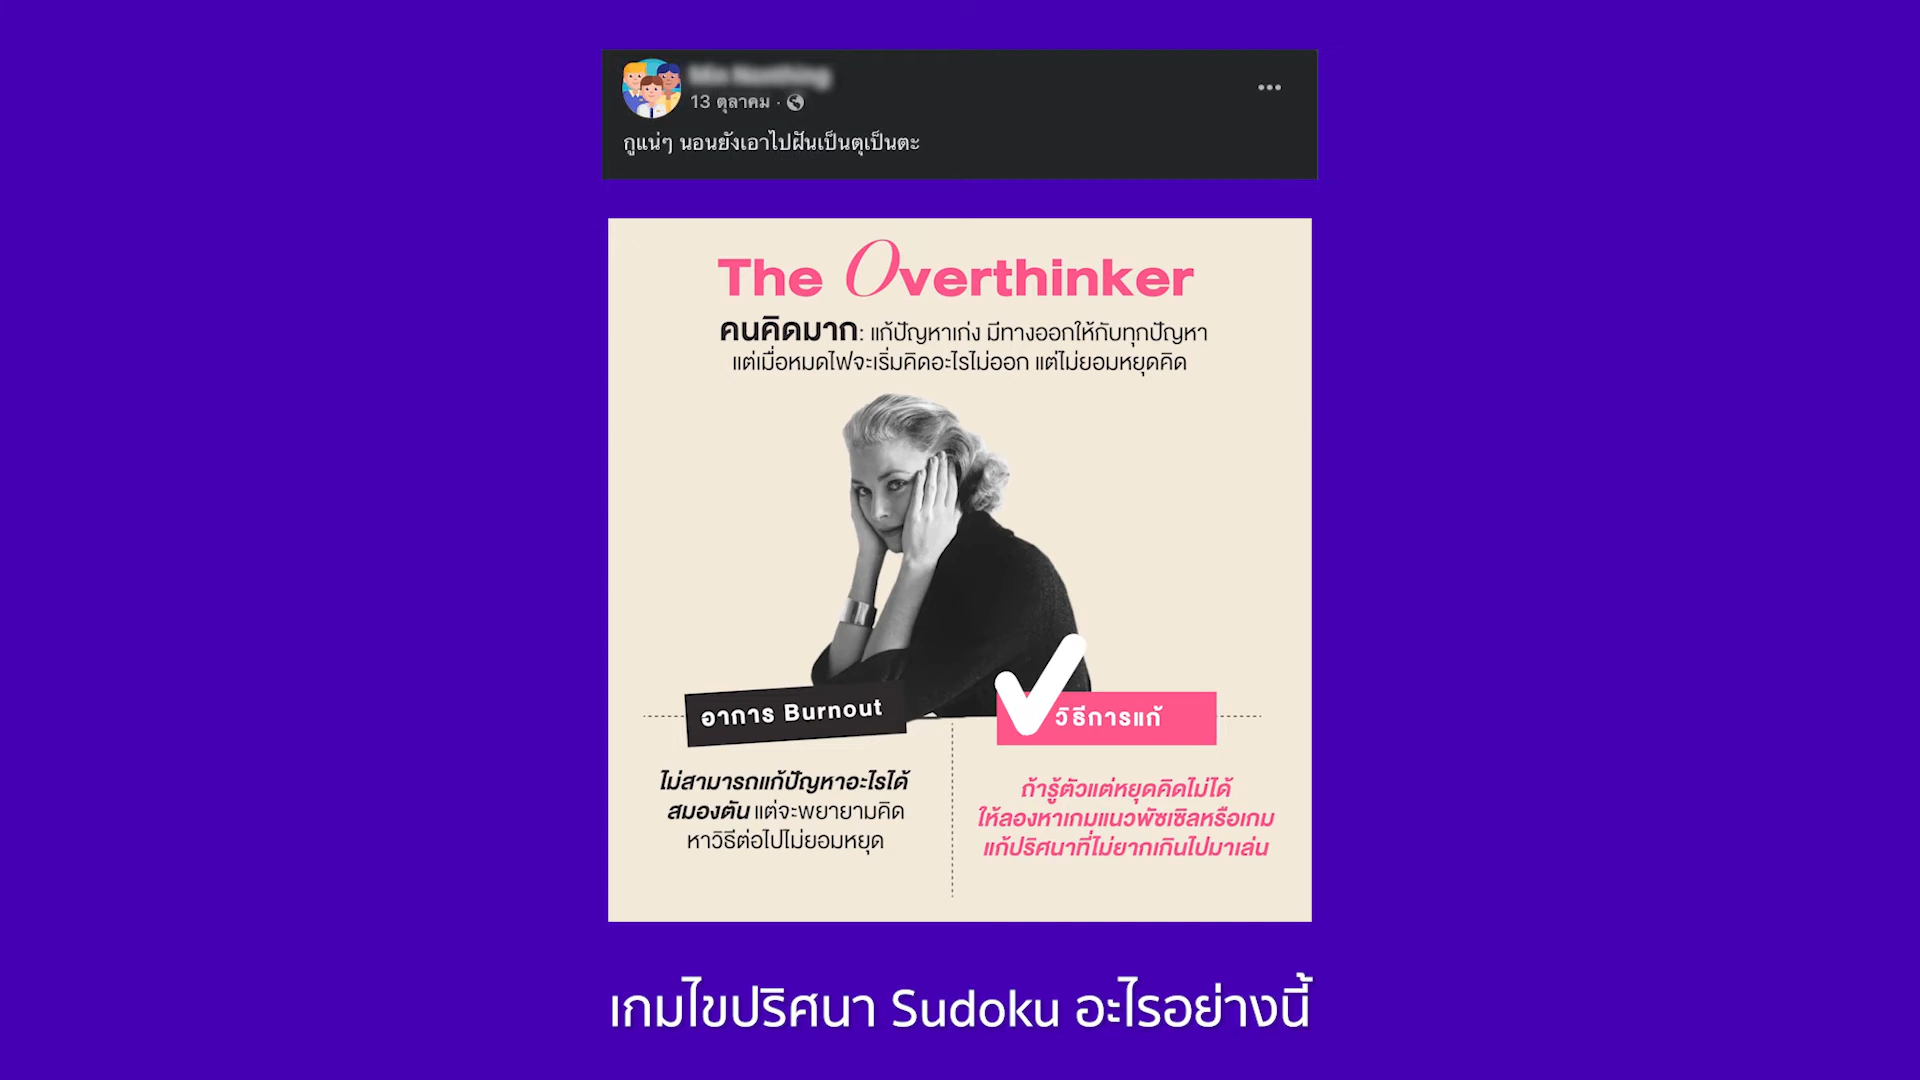 13 ตุลาคม ·
กูแน่ๆ นอนยังเอาไปฝันเป็นตุเป็นตะ
The Overthinker
คนคิดมาก: แก้ปัญหาเก่ง มีทางออกให้กับทุกปัญหา
แต่เมื่อหมดไฟจะเริ่มคิดอะไรไม่ออก แต่ไม่ยอมหยุดคิด
อาการ Burnout
ไม่สามารถแก้ปัญหาอะไรได้
สมองตัน แต่จะพยายามคิด
หาวิธีต่อไปไม่ยอมหยุด
วิธีการแก้
ถ้ารู้ตัวแต่หยุดคิดไม่ได้
ให้ลองหาเกมแนวพัซเซิลหรือเกม
แก้ปริศนาที่ไม่ยากเกินไปมาเล่น
เกมไขปริศนา Sudoku อะไรอย่างนี้